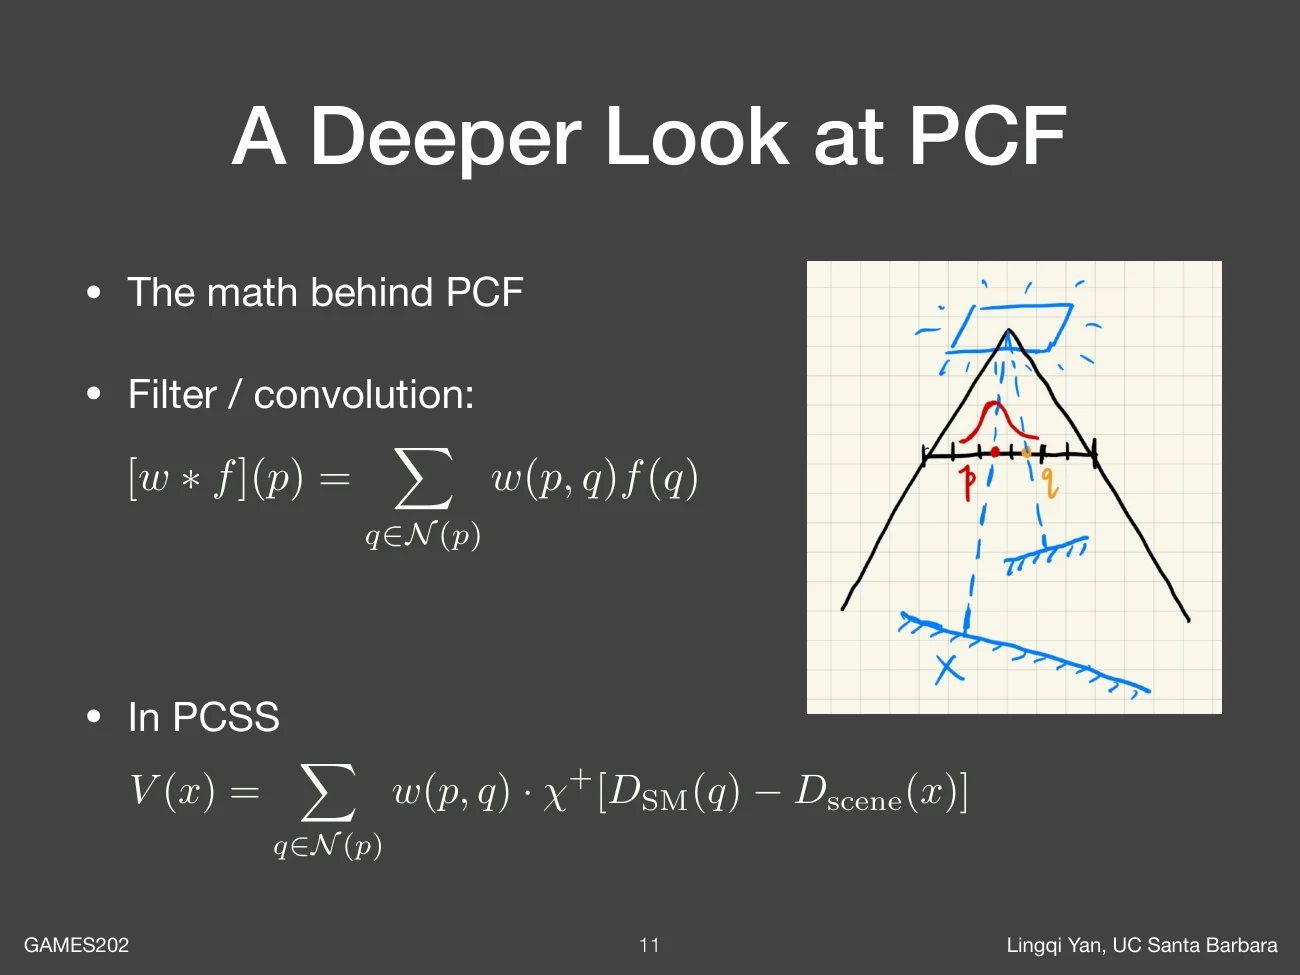 A Deeper Look at PCF
• The math behind PCF
• Filter / convolution:
[w ∗ f](p) = ∑_{q∈𝒩(p)} w(p, q)f(q)
p q
x
• In PCSS
V(x) = ∑_{q∈𝒩(p)} w(p, q) · χ⁺[D_SM(q) − D_scene(x)]
GAMES202 11 Lingqi Yan, UC Santa Barbara